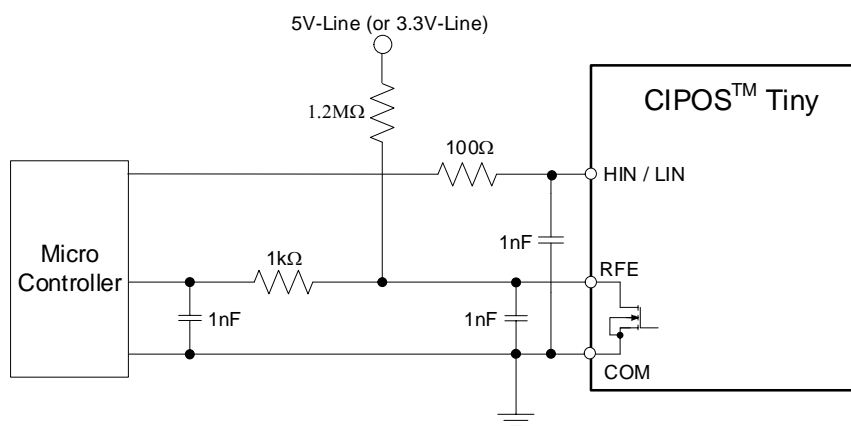 5V-Line (or 3.3V-Line)
CIPOS™ Tiny
1.2MΩ
100Ω
HIN / LIN
Micro
Controller
1nF
1kΩ
RFE
1nF
1nF
COM